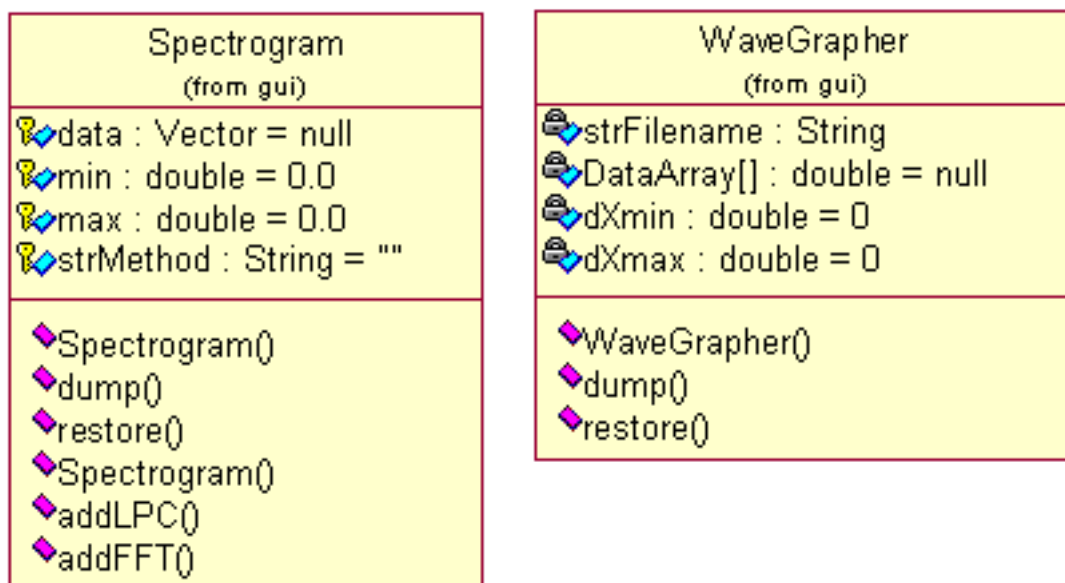 Spectrogram
(from gui)
data : Vector = null
min : double = 0.0
max : double = 0.0
strMethod : String = ""
Spectrogram()
dump()
restore()
Spectrogram()
addLPC()
addFFT()
WaveGrapher
(from gui)
strFilename : String
DataArray[] : double = null
dXmin : double = 0
dXmax : double = 0
WaveGrapher()
dump()
restore()